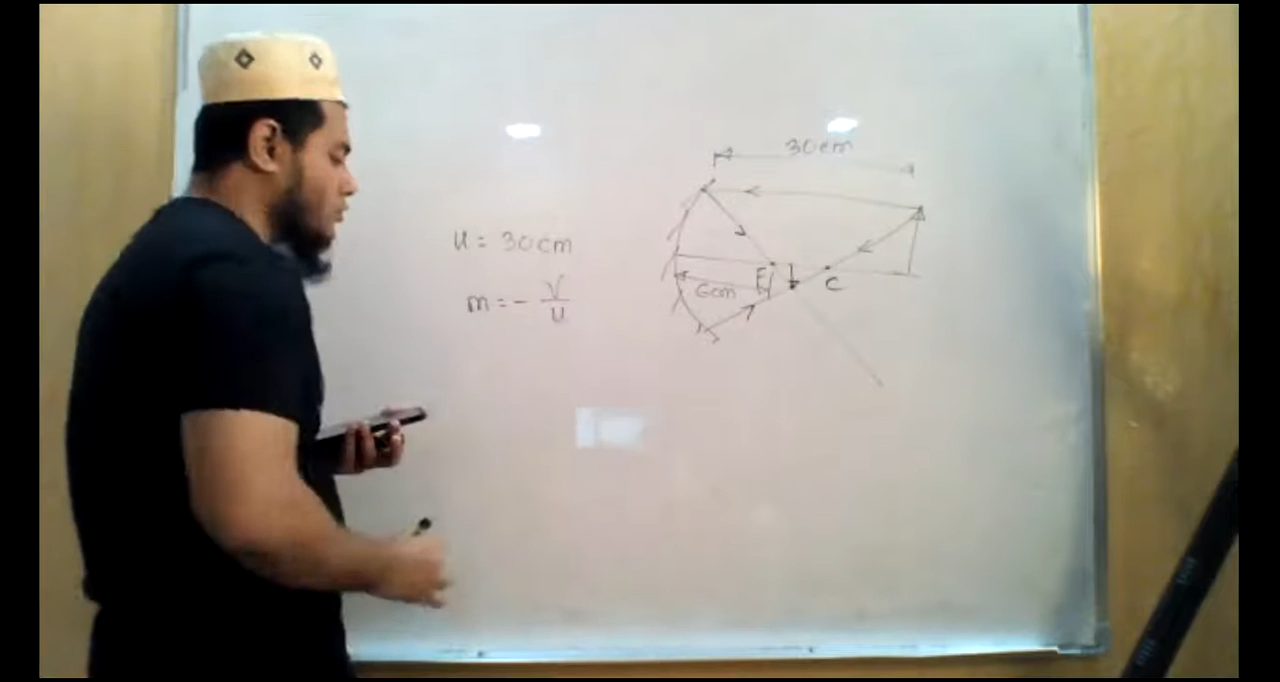 30cm
u = 30cm
m = - v/u
F
6cm
C